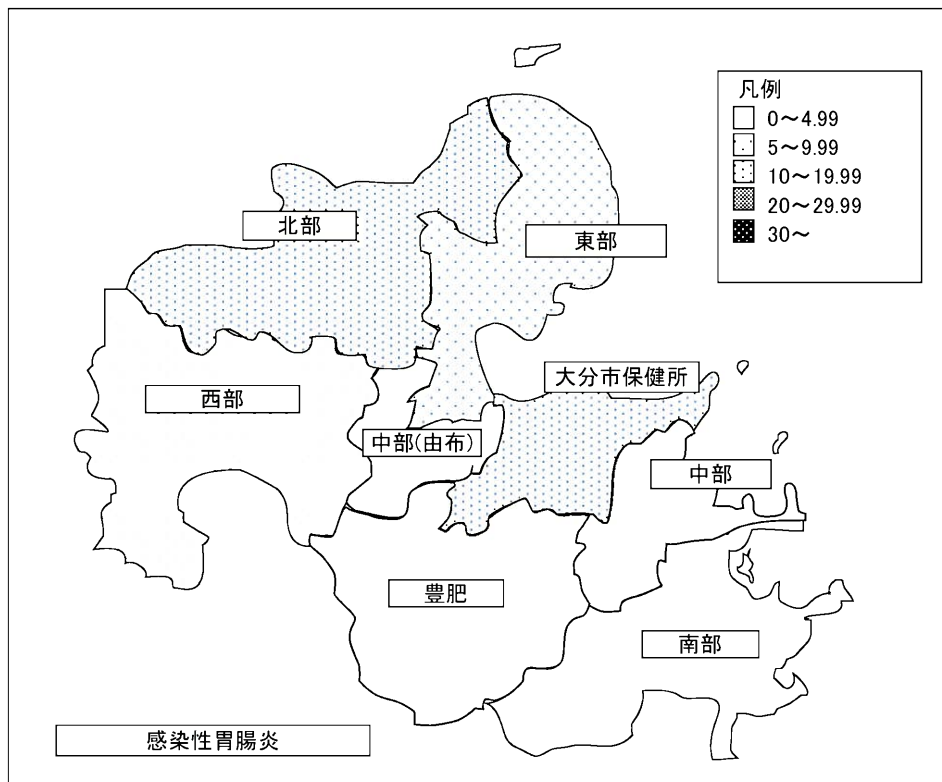 凡例
0～4.99
5～9.99
10～19.99
20～29.99
30～
北部
東部
大分市保健所
西部
中部(由布)
中部
豊肥
南部
感染性胃腸炎